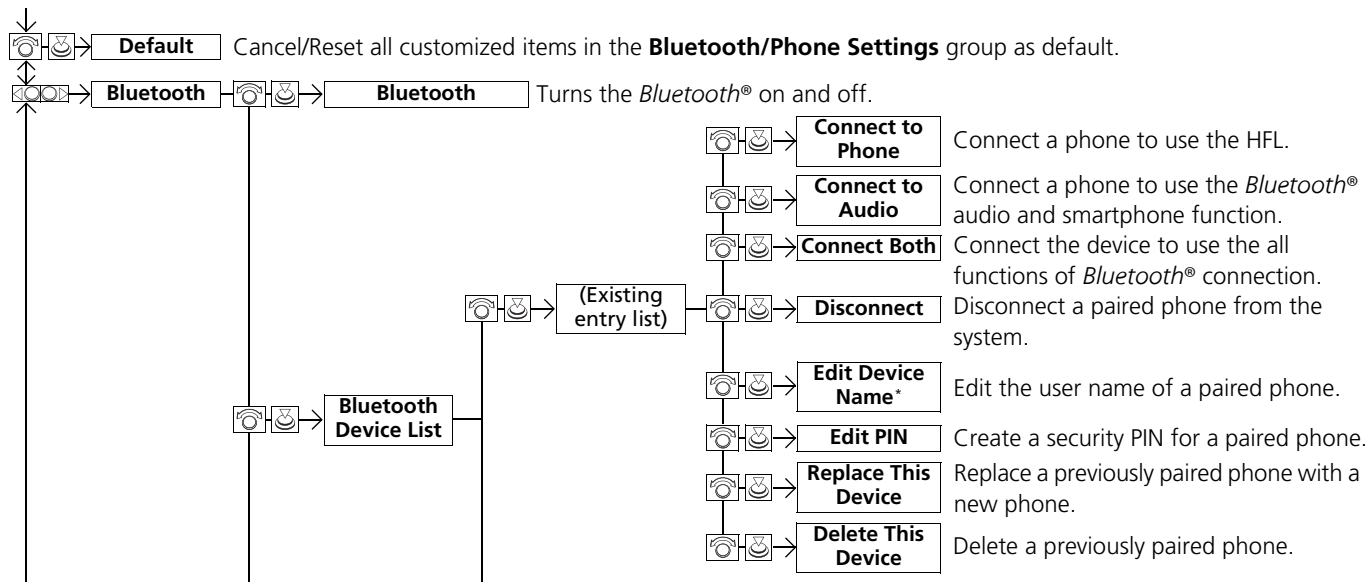 Default Cancel/Reset all customized items in the Bluetooth/Phone Settings group as default.
Bluetooth Bluetooth Turns the Bluetooth® on and off.
Connect to
Phone
Connect a phone to use the HFL.
Connect to
Audio
Connect a phone to use the Bluetooth®
audio and smartphone function.
Connect Both
Connect the device to use the all
functions of Bluetooth® connection.
(Existing
entry list)
Disconnect
Disconnect a paired phone from the
system.
Edit Device
Name*
Edit the user name of a paired phone.
Bluetooth
Device List
Edit PIN
Create a security PIN for a paired phone.
Replace This
Device
Replace a previously paired phone with a
new phone.
Delete This
Device
Delete a previously paired phone.